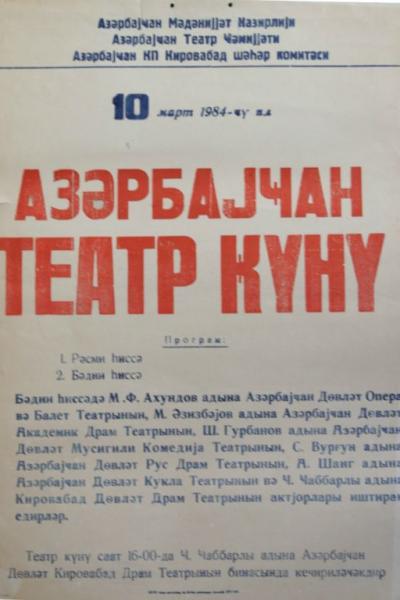 Азәрбајҹан Мәдәнијјәт Назирлији
Азәрбајҹан Театр Ҹәмијјәти
Азәрбајҹан КП Кировабад шәһәр комитәси
10 март 1984-ҹү ил
АЗӘРБАЈҸАН
ТЕАТР КҮНҮ
Програм:
1. Рәсми һиссә
2. Бәдии һиссә
Бәдии һиссәдә М.Ф. Ахундов адына Азәрбајҹан Дөвләт Опера
вә Балет Театрынын, М. Әзизбәјов адына Азәрбајҹан Дөвләт
Академик Драм Театрынын, Ш. Гурбанов адына Азәрбајҹан
Дөвләт Мусигили Комедија Театрынын, С. Вурғун адына
Азәрбајҹан Дөвләт Рус Драм Театрынын, А. Шаиг адына
Азәрбајҹан Дөвләт Кукла Театрынын вә Ҹ. Ҹаббарлы адына
Кировабад Дөвләт Драм Театрынын актјорлары иштирак
едирләр.
Театр күнү саат 16-00-да Ҹ. Ҹаббарлы адына Азәрбајҹан
Дөвләт Кировабад Драм Театрынын бинасында кечириләҹәкдир